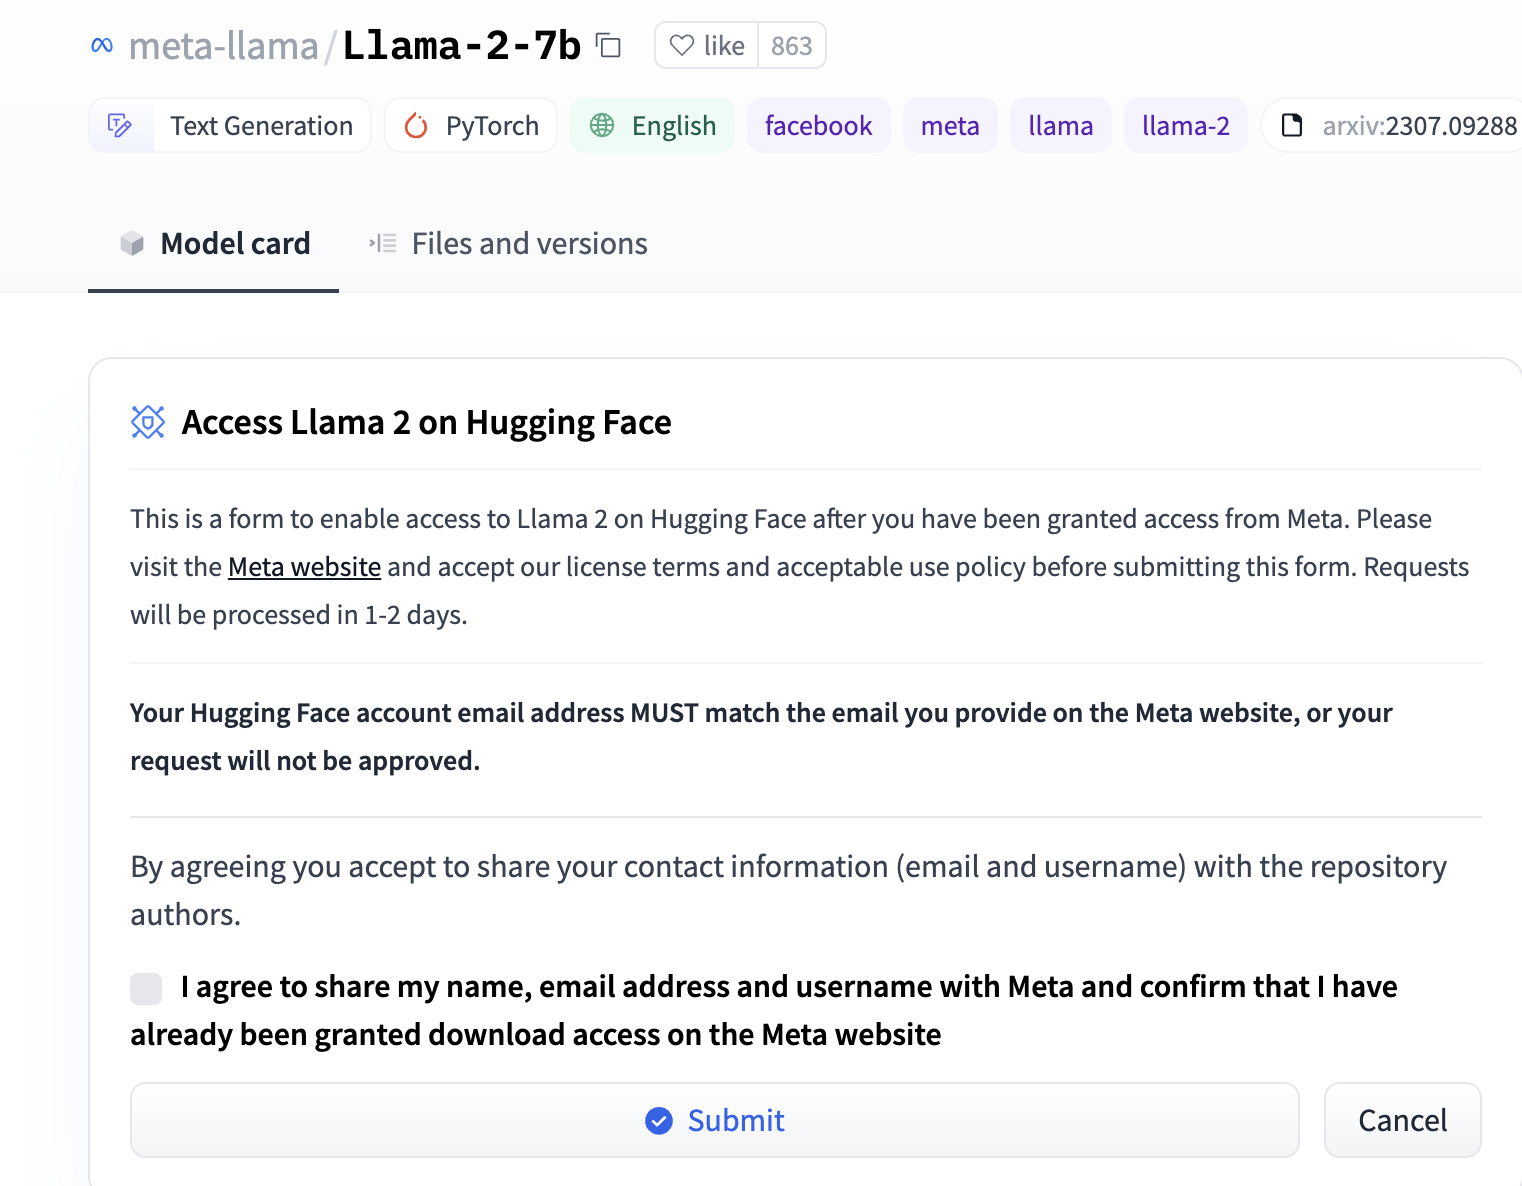 meta-llama/Llama-2-7b like 863
Text Generation PyTorch English facebook meta llama llama-2 arxiv:2307.09288
Model card Files and versions
Access Llama 2 on Hugging Face
This is a form to enable access to Llama 2 on Hugging Face after you have been granted access from Meta. Please
visit the Meta website and accept our license terms and acceptable use policy before submitting this form. Requests
will be processed in 1-2 days.
Your Hugging Face account email address MUST match the email you provide on the Meta website, or your
request will not be approved.
By agreeing you accept to share your contact information (email and username) with the repository
authors.
I agree to share my name, email address and username with Meta and confirm that I have
already been granted download access on the Meta website
Submit Cancel